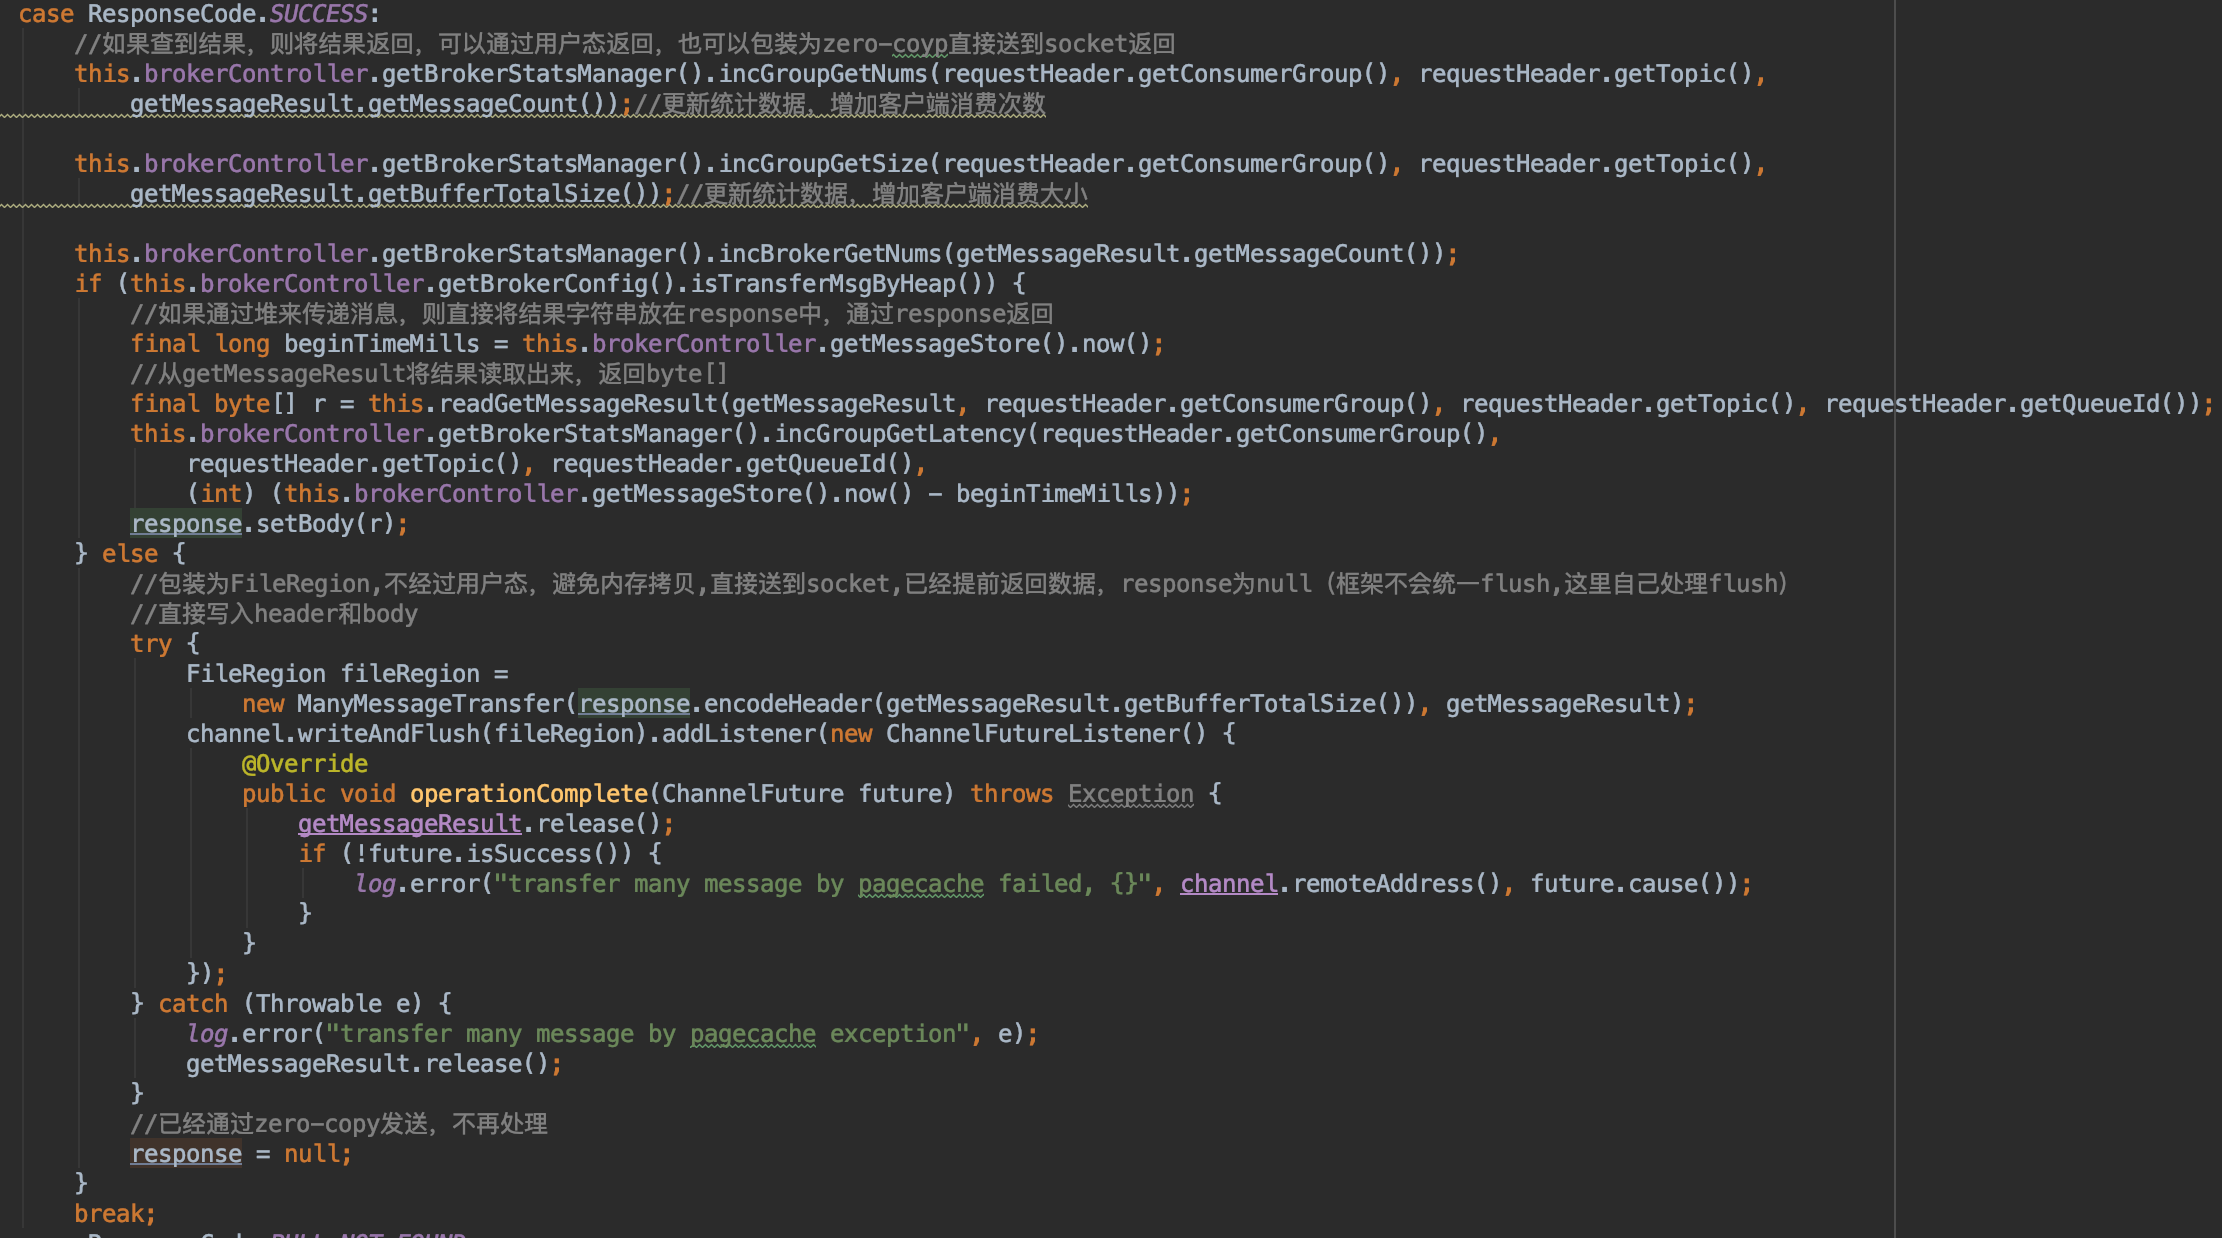 case ResponseCode.SUCCESS:
//如果查到结果，则将结果返回，可以通过用户态返回，也可以包装为zero-coyp直接送到socket返回
this.brokerController.getBrokerStatsManager().incGroupGetNums(requestHeader.getConsumerGroup(), requestHeader.getTopic(),
getMessageResult.getMessageCount());//更新统计数据，增加客户端消费次数
this.brokerController.getBrokerStatsManager().incGroupGetSize(requestHeader.getConsumerGroup(), requestHeader.getTopic(),
getMessageResult.getBufferTotalSize());//更新统计数据，增加客户端消费大小
this.brokerController.getBrokerStatsManager().incBrokerGetNums(getMessageResult.getMessageCount());
if (this.brokerController.getBrokerConfig().isTransferMsgByHeap()) {
//如果通过堆来传递消息，则直接将结果字符串放在response中，通过response返回
final long beginTimeMills = this.brokerController.getMessageStore().now();
//从getMessageResult将结果读取出来，返回byte[]
final byte[] r = this.readGetMessageResult(getMessageResult, requestHeader.getConsumerGroup(), requestHeader.getTopic(), requestHeader.getQueueId());
this.brokerController.getBrokerStatsManager().incGroupGetLatency(requestHeader.getConsumerGroup(),
requestHeader.getTopic(), requestHeader.getQueueId(),
(int) (this.brokerController.getMessageStore().now() - beginTimeMills));
response.setBody(r);
} else {
//包装为FileRegion,不经过用户态，避免内存拷贝,直接送到socket,已经提前返回数据，response为null（框架不会统一flush,这里自己处理flush）
//直接写入header和body
try {
FileRegion fileRegion =
new ManyMessageTransfer(response.encodeHeader(getMessageResult.getBufferTotalSize()), getMessageResult);
channel.writeAndFlush(fileRegion).addListener(new ChannelFutureListener() {
@Override
public void operationComplete(ChannelFuture future) throws Exception {
getMessageResult.release();
if (!future.isSuccess()) {
log.error("transfer many message by pagecache failed, {}", channel.remoteAddress(), future.cause());
}
}
});
} catch (Throwable e) {
log.error("transfer many message by pagecache exception", e);
getMessageResult.release();
}
//已经通过zero-copy发送，不再处理
response = null;
}
break;